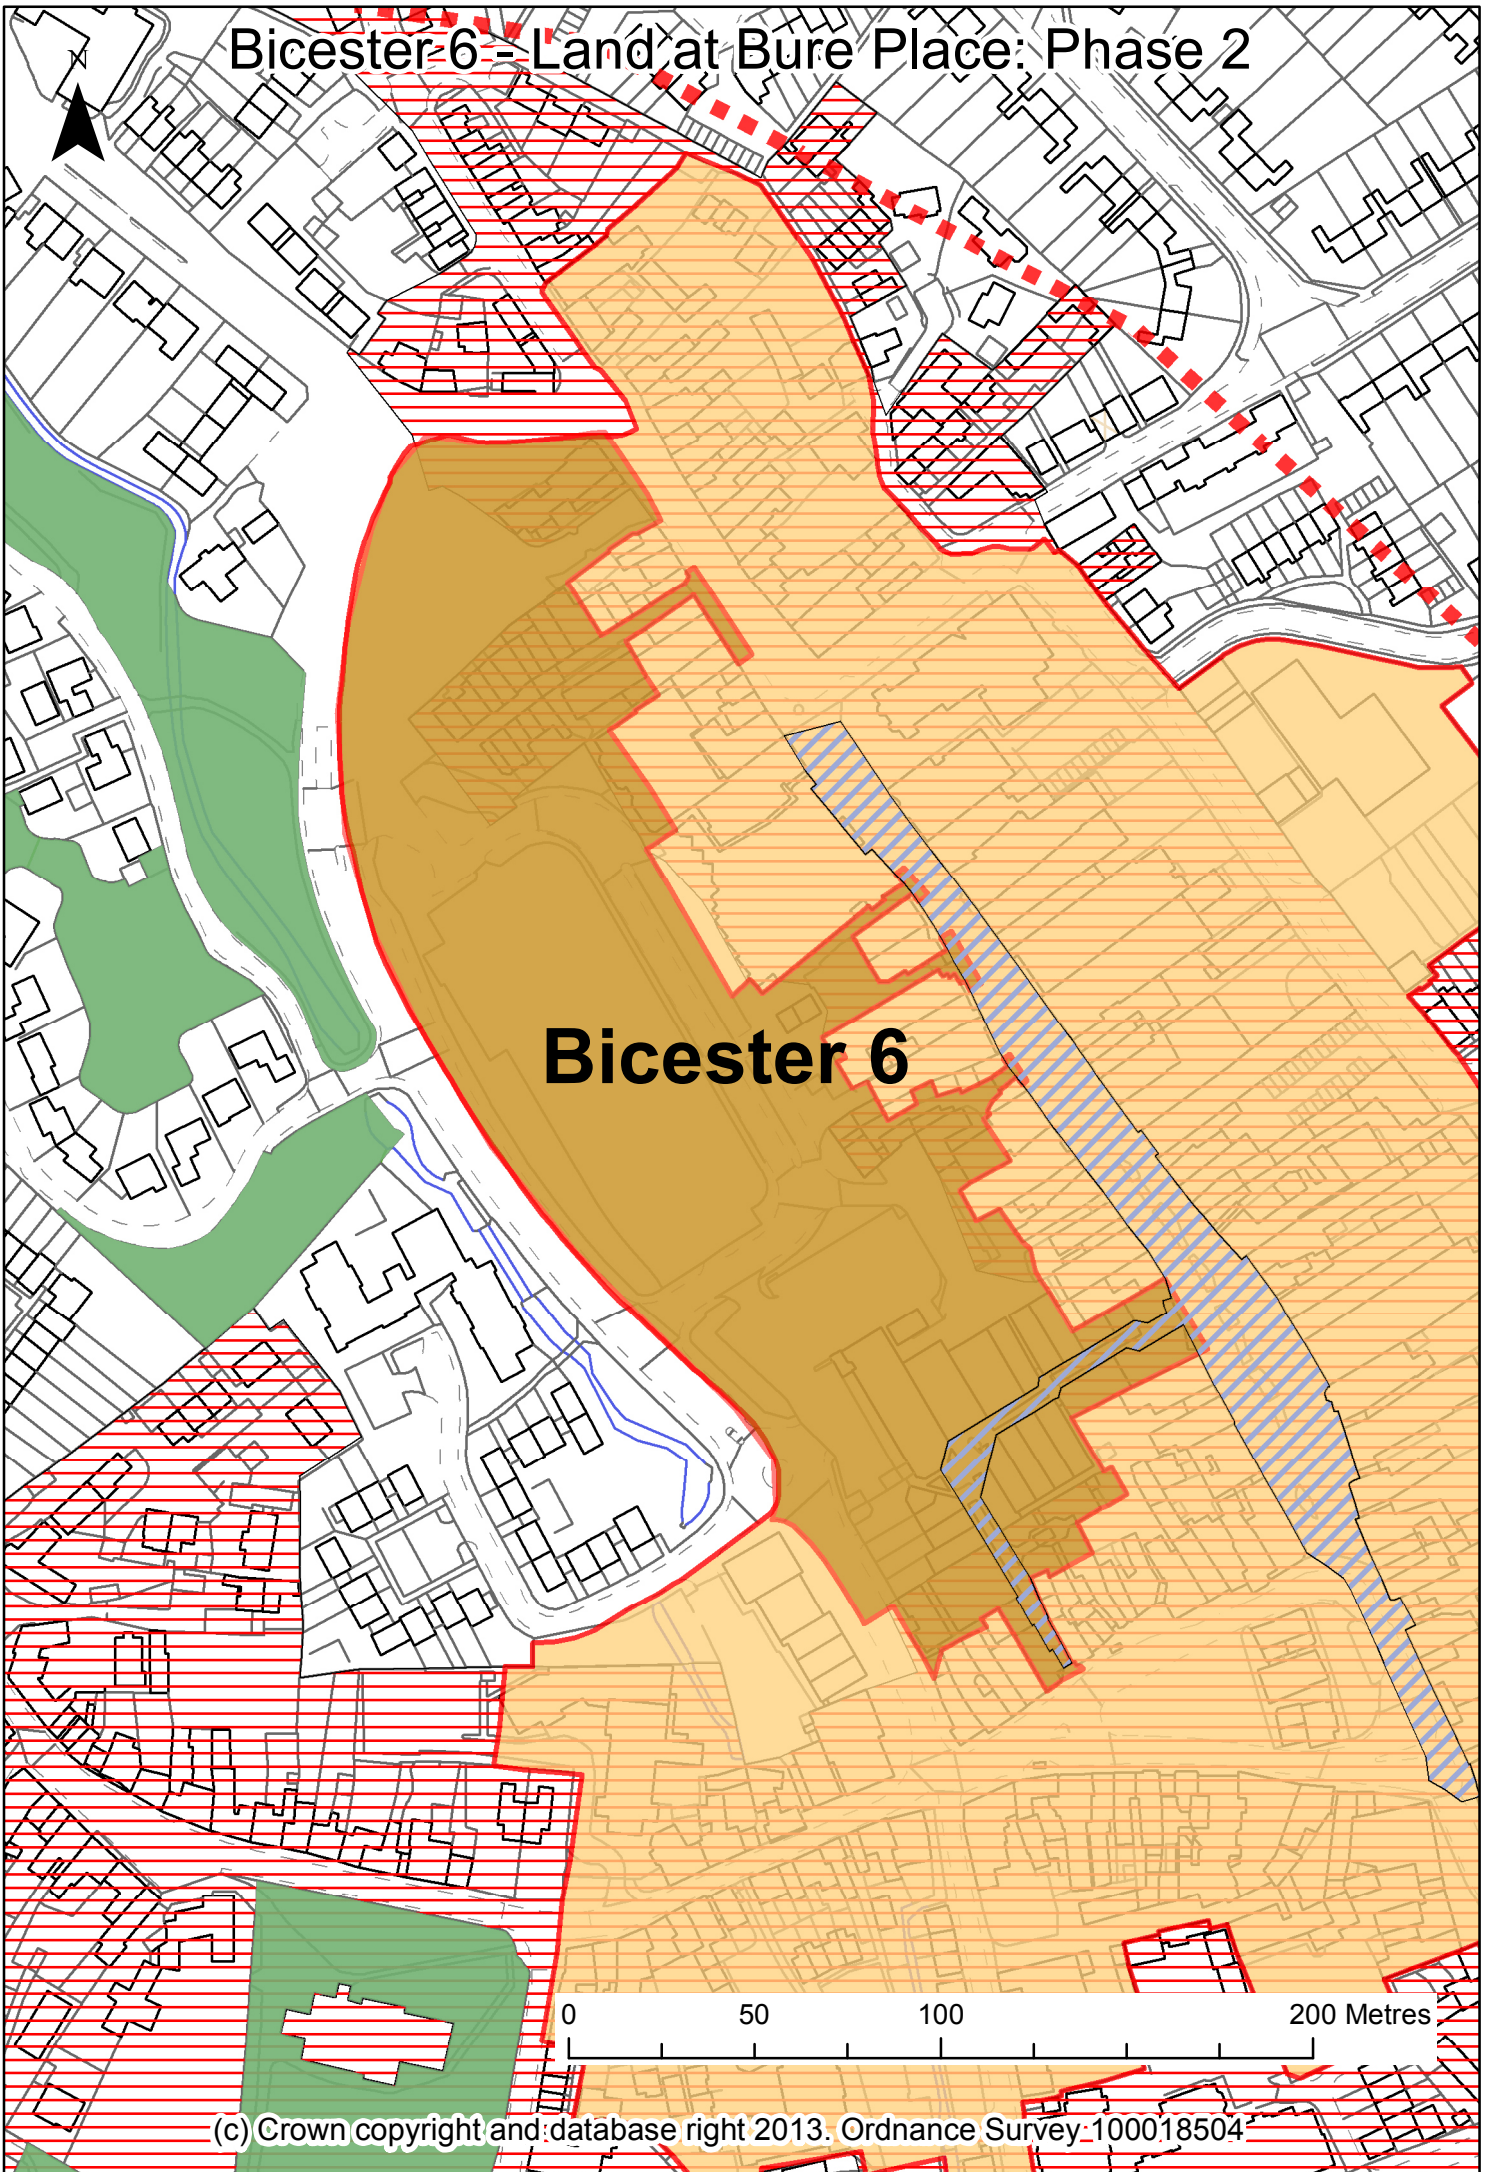 Bicester 6 - Land at Bure Place: Phase 2
N
Bicester 6
0 50 100 200 Metres
(c) Crown copyright and database right 2013. Ordnance Survey 100018504